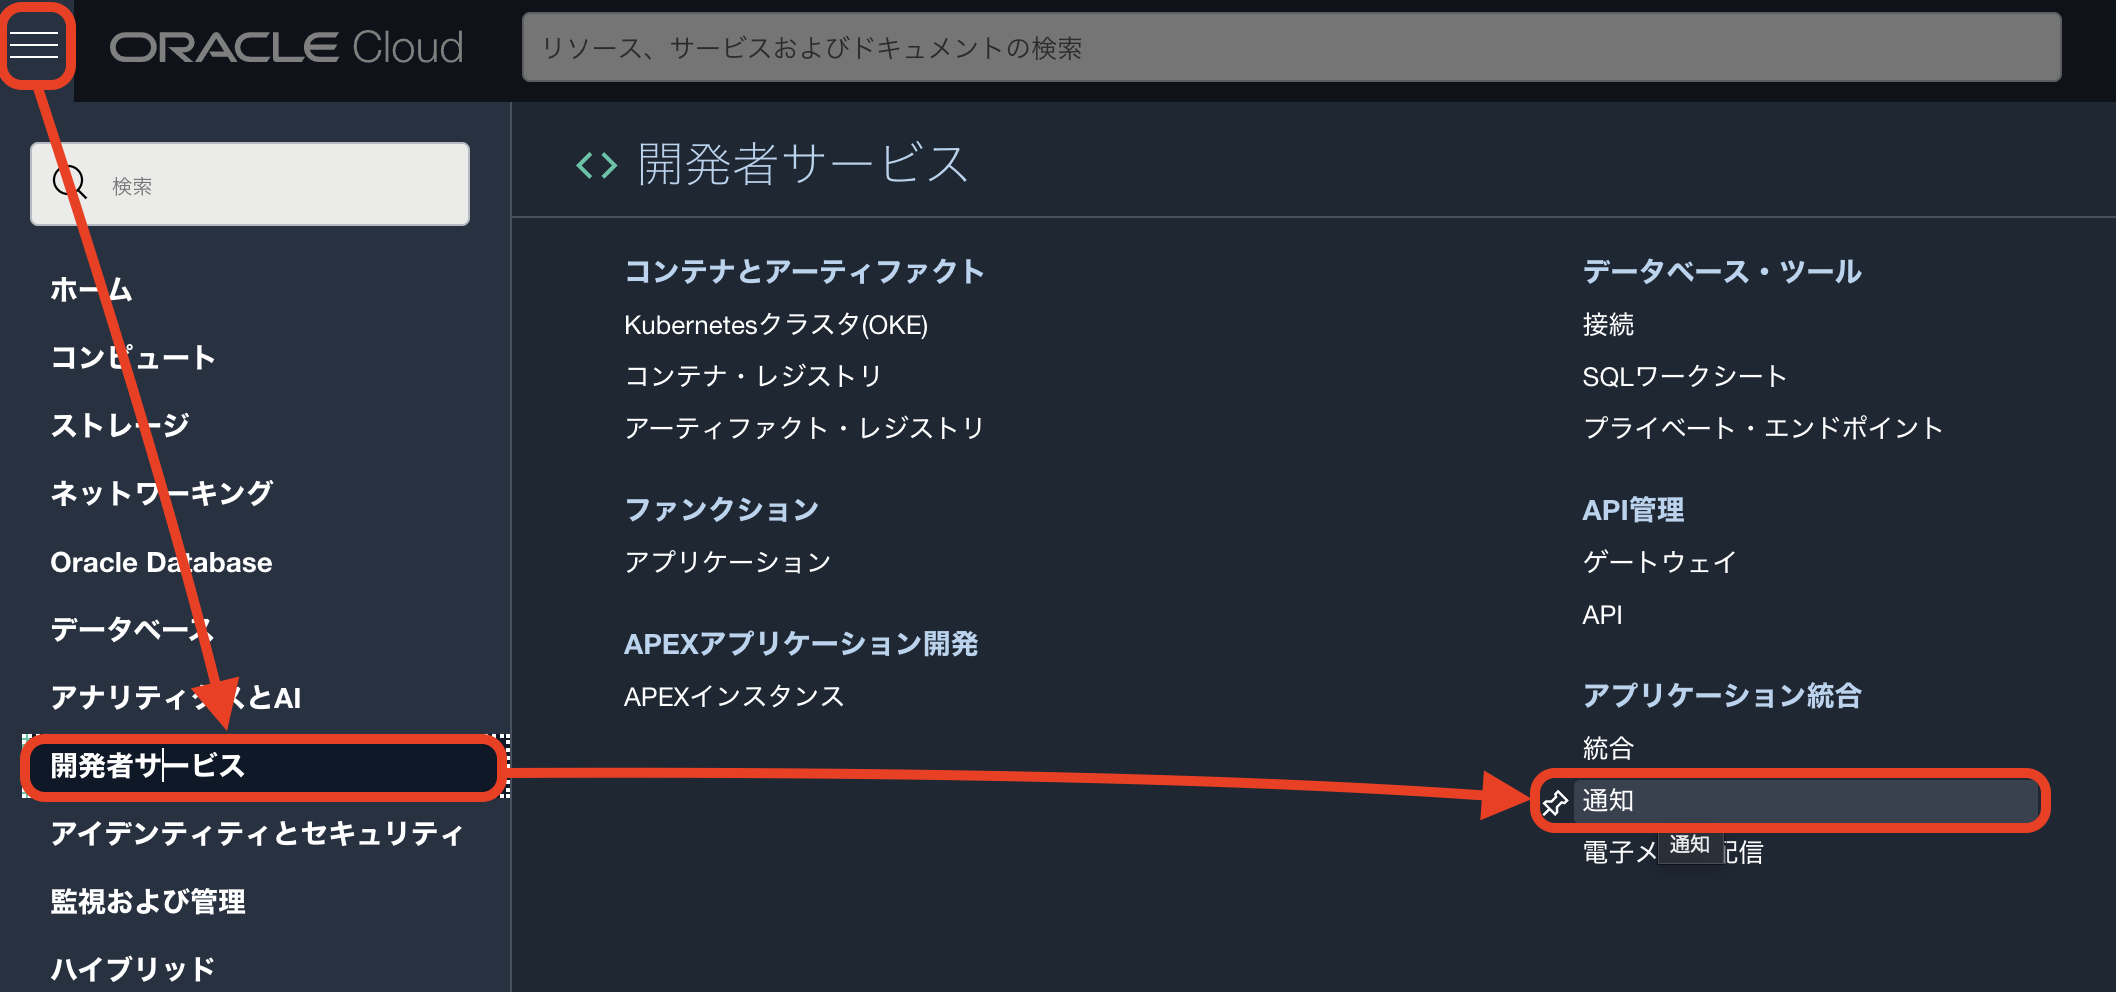 ORACLE Cloud
リソース、サービスおよびドキュメントの検索
検索
ホーム
コンピュート
ストレージ
ネットワーキング
Oracle Database
データベース
アナリティクスとAI
開発者サービス
アイデンティティとセキュリティ
監視および管理
ハイブリッド
開発者サービス
コンテナとアーティファクト
Kubernetesクラスタ(OKE)
コンテナ・レジストリ
アーティファクト・レジストリ
ファンクション
アプリケーション
APEXアプリケーション開発
APEXインスタンス
データベース・ツール
接続
SQLワークシート
プライベート・エンドポイント
API管理
ゲートウェイ
API
アプリケーション統合
統合
通知
通知
電子メ 配信